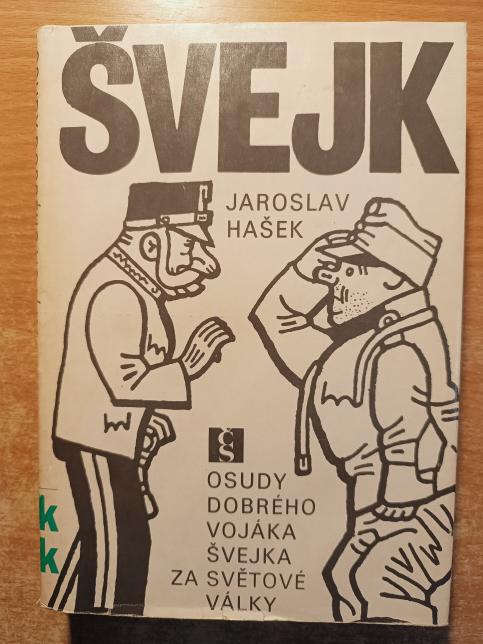 ŠVEJK
JAROSLAV
HAŠEK
čs
OSUDY
DOBRÉHO
VOJÁKA
ŠVEJKA
ZA SVĚTOVÉ
VÁLKY
k
k